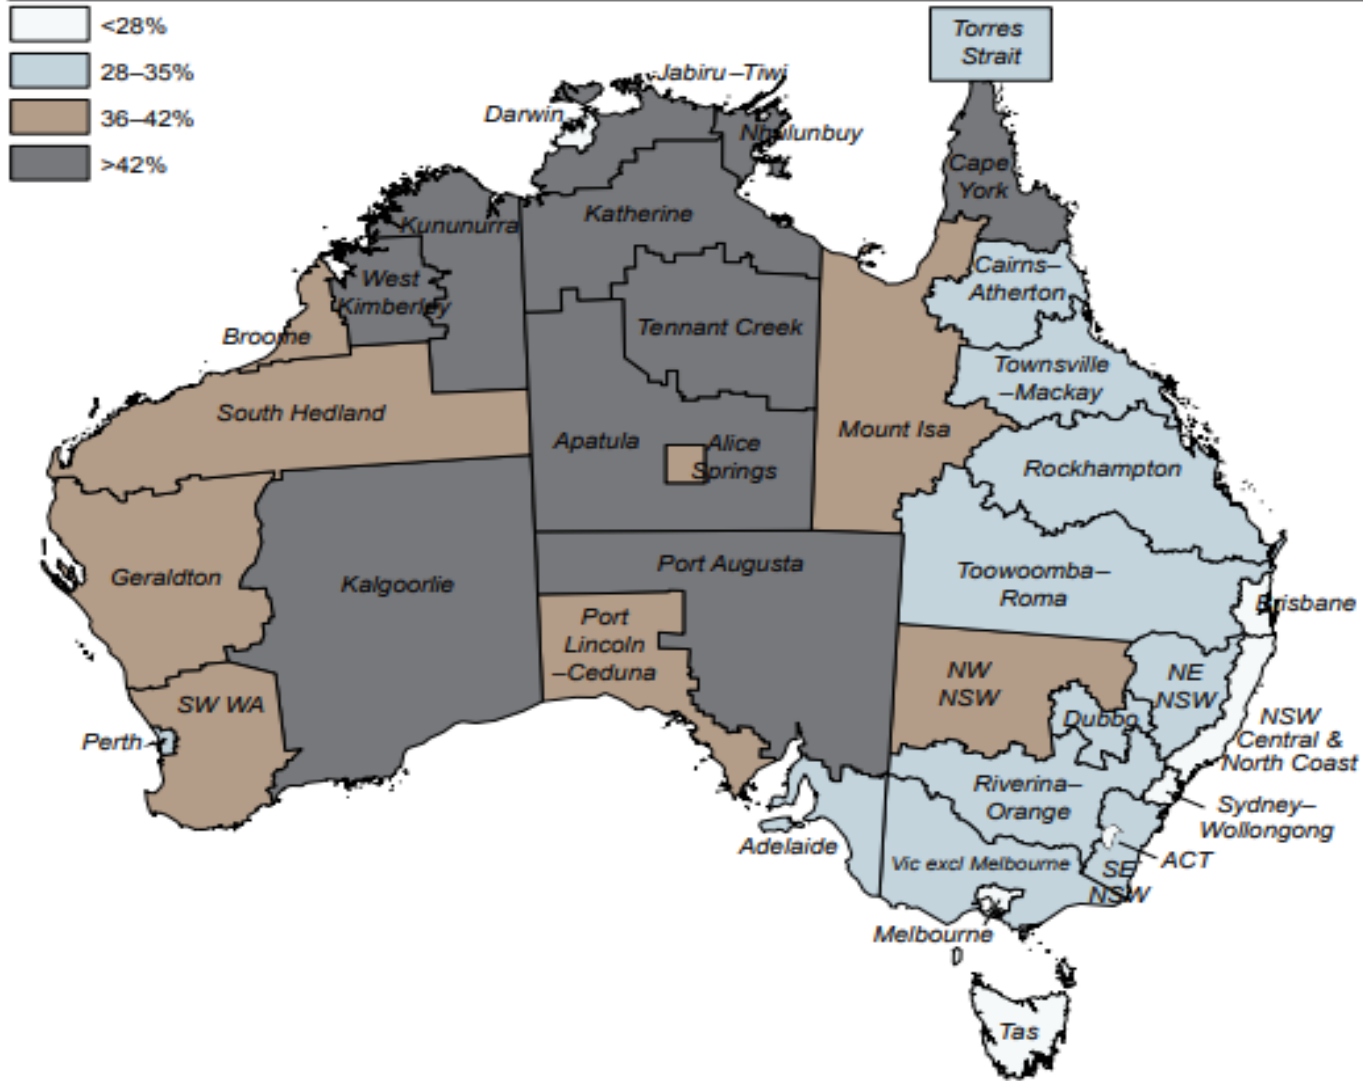 <28%
28–35%
36–42%
>42%
Torres
Strait
Jabiru–Tiwi
Darwin
Nhulunbuy
Cape
York
Kununurra
Katherine
West
Kimberley
Cairns–
Atherton
Broome
Tennant Creek
Townsville
–Mackay
South Hedland
Apatula
Alice
Springs
Mount Isa
Rockhampton
Geraldton
Kalgoorlie
Port Augusta
Toowoomba–
Roma
Brisbane
Port
Lincoln
–Ceduna
NW
NSW
NE
NSW
SW WA
Perth
Dubbo
NSW
Central &
North Coast
Riverina–
Orange
Sydney–
Wollongong
Adelaide
Vic excl Melbourne
ACT
SE
NSW
Melbourne
Tas